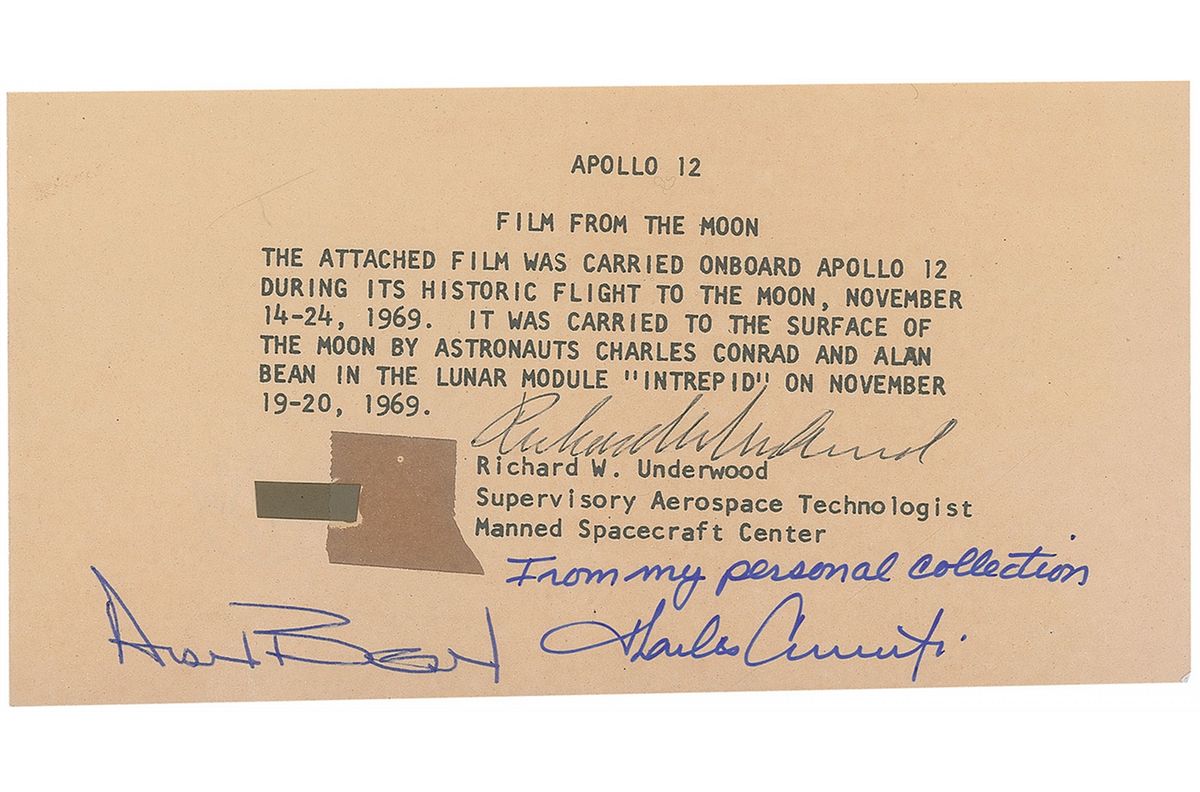 APOLLO 12
FILM FROM THE MOON
THE ATTACHED FILM WAS CARRIED ONBOARD APOLLO 12
DURING ITS HISTORIC FLIGHT TO THE MOON, NOVEMBER
14-24, 1969. IT WAS CARRIED TO THE SURFACE OF
THE MOON BY ASTRONAUTS CHARLES CONRAD AND ALAN
BEAN IN THE LUNAR MODULE "INTREPID" ON NOVEMBER
19-20, 1969.
Richard W. Underwood
Richard W. Underwood
Supervisory Aerospace Technologist
Manned Spacecraft Center
From my personal collection
Alan Bean
Charles